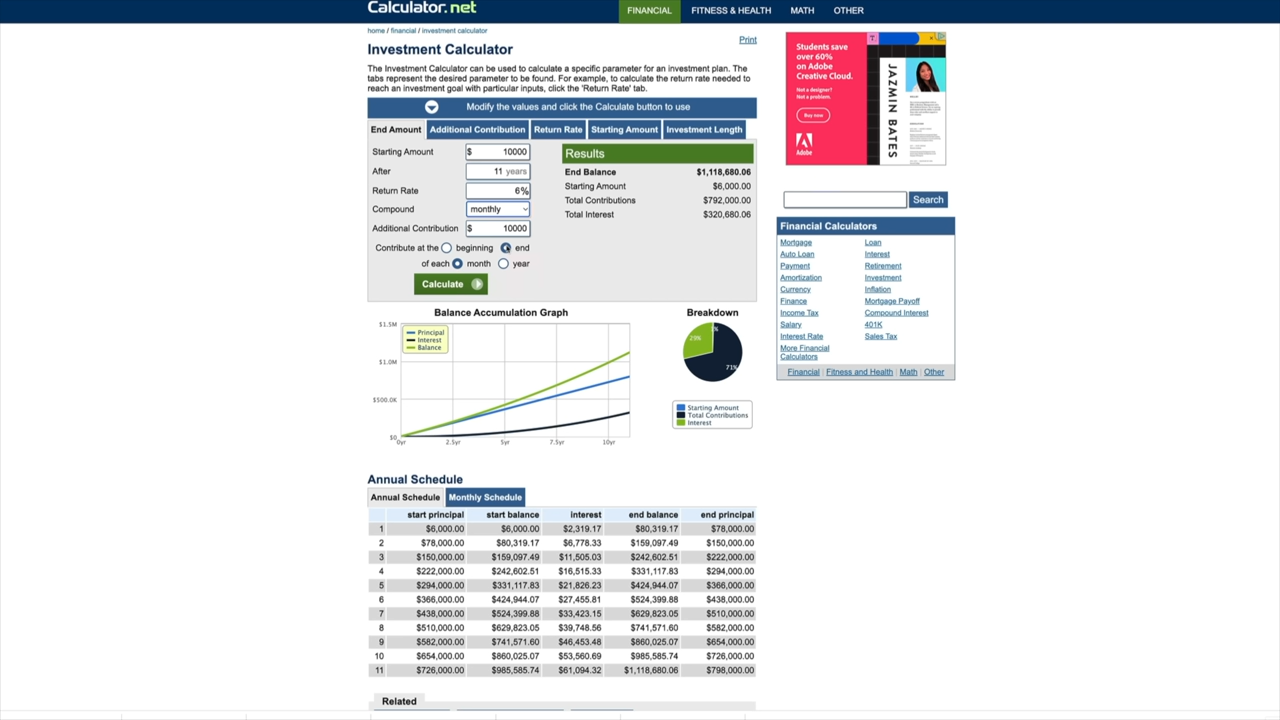 Calculator.net
FINANCIAL FITNESS & HEALTH MATH OTHER
home / financial / investment calculator
Print
Investment Calculator
The Investment Calculator can be used to calculate a specific parameter for an investment plan. The
tabs represent the desired parameter to be found. For example, to calculate the return rate needed to
reach an investment goal with particular inputs, click the 'Return Rate' tab.
Modify the values and click the Calculate button to use
End Amount Additional Contribution Return Rate Starting Amount Investment Length
Starting Amount $ 10000
After 11 years
Return Rate 6%
Compound monthly
Additional Contribution $ 10000
Contribute at the beginning end
of each month year
Calculate
Results
End Balance $1,118,680.06
Starting Amount $6,000.00
Total Contributions $792,000.00
Total Interest $320,680.06
Balance Accumulation Graph
$1.5M
$1.0M
$500.0K
$0
0yr 2.5yr 5yr 7.5yr 10yr
Principal
Interest
Balance
Breakdown
29%
71%
Starting Amount
Total Contributions
Interest
Annual Schedule
Annual Schedule Monthly Schedule
start principal start balance interest end balance end principal
1 $6,000.00 $6,000.00 $2,319.17 $80,319.17 $78,000.00
2 $78,000.00 $80,319.17 $6,778.33 $159,097.49 $150,000.00
3 $150,000.00 $159,097.49 $11,505.03 $242,602.51 $222,000.00
4 $222,000.00 $242,602.51 $16,515.33 $331,117.83 $294,000.00
5 $294,000.00 $331,117.83 $21,826.23 $424,944.07 $366,000.00
6 $366,000.00 $424,944.07 $27,455.81 $524,399.88 $438,000.00
7 $438,000.00 $524,399.88 $33,423.15 $629,823.05 $510,000.00
8 $510,000.00 $629,823.05 $39,748.56 $741,571.60 $582,000.00
9 $582,000.00 $741,571.60 $46,453.48 $860,025.07 $654,000.00
10 $654,000.00 $860,025.07 $53,560.69 $985,585.74 $726,000.00
11 $726,000.00 $985,585.74 $61,094.32 $1,118,680.06 $798,000.00
Related
Students save
over 60%
on Adobe
Creative Cloud.
Not a designer?
Not a problem.
Buy now
Adobe
JAZMIN BATES
Search
Financial Calculators
Mortgage Loan
Auto Loan Interest
Payment Retirement
Amortization Investment
Currency Inflation
Finance Mortgage Payoff
Income Tax Compound Interest
Salary 401K
Interest Rate Sales Tax
More Financial
Calculators
Financial | Fitness and Health | Math | Other